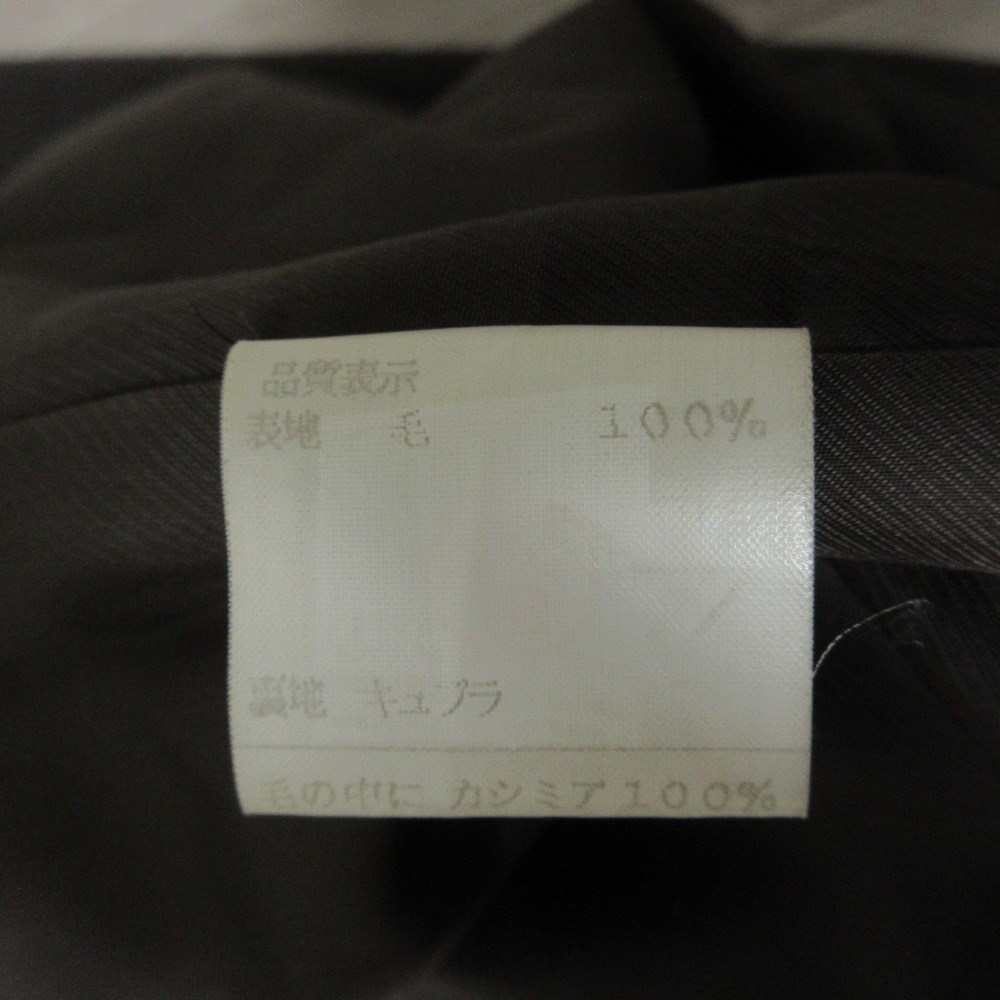 品質表示
表地 毛 100%
裏地 キュプラ
毛の中に カシミア100%